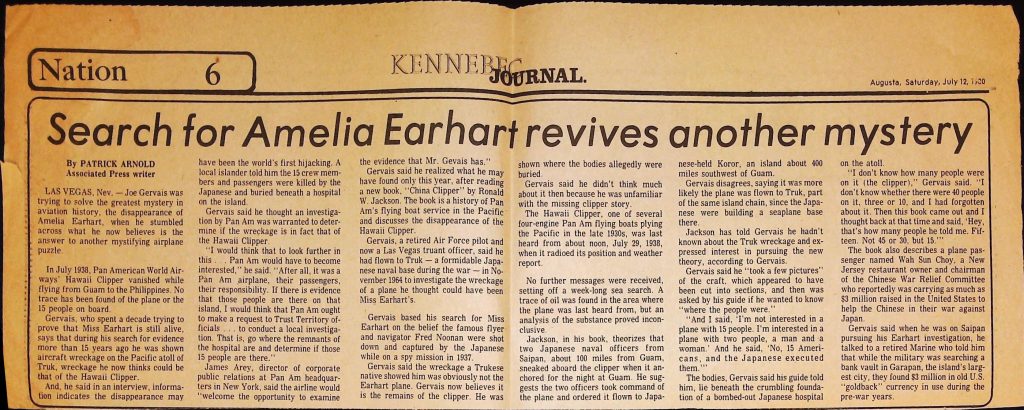 Nation 6
KENNEBEC JOURNAL.
Augusta, Saturday, July 12,
Search for Amelia Earhart revives another mystery
By PATRICK ARNOLD
Associated Press writer
LAS VEGAS, Nev. — Joe Gervais was
trying to solve the greatest mystery in
aviation history, the disappearance of
Amelia Earhart, when he stumbled
across what he now believes is the
answer to another mystifying airplane
puzzle
In July 1938, Pan American World Air-
ways' Hawaii Clipper vanished while
flying from Guam to the Philippines. No
trace has been found of the plane or the
15 people on board.
Gervais, who spent a decade trying to
prove that Miss Earhart is still alive,
says that during his search for evidence
more than 15 years ago he was shown
aircraft wreckage on the Pacific atoll of
Truk, wreckage he now thinks could be
that of the Hawaii Clipper.
And, he said in an interview, informa-
tion indicates the disappearance may
have been the world's first hijacking. A
local islander told him the 15 crew mem-
bers and passengers were killed by the
Japanese and buried beneath a hospital
on the island.
Gervais said he thought an investiga-
tion by Pan Am was warranted to deter-
mine if the wreckage is in fact that of
the Hawaii Clipper.
"I would think that to look further in
this . . . Pan Am would have to become
interested," he said. "After all, it was a
Pan Am airplane, their passengers,
their responsibility. If there is evidence
that those people are there on that
island, I would think that Pan Am ought
to make a request to Trust Territory of-
ficials . . . to conduct a local investiga-
tion. That is, go where the remnants of
the hospital are and determine if those
15 people are there."
James Arey, director of corporate
public relations at Pan Am headquar-
ters in New York, said the airline would
"welcome the opportunity to examine
the evidence that Mr. Gevais has."
Gervais said he realized what he may
have found only this year, after reading
a new book, "China Clipper" by Ronald
W. Jackson. The book is a history of Pan
Am's flying boat service in the Pacific
and discusses the disappearance of the
Hawaii Clipper.
Gervais, a retired Air Force pilot and
now a Las Vegas truant officer, said he
had flown to Truk — a formidable Japa-
nese naval base during the war — in No-
vember 1964 to investigate the wreckage
of a plane he thought could have been
Miss Earhart's.
Gervais based his search for Miss
Earhart on the belief the famous flyer
and navigator Fred Noonan were shot
down and captured by the Japanese
while on a spy mission in 1937.
Gervais said the wreckage a Trukese
native showed him was obviously not the
Earhart plane. Gervais now believes it
is the remains of the clipper. He was
shown where the bodies allegedly were
buried.
Gervais said he didn't think much
about it then because he was unfamiliar
with the missing clipper story.
The Hawaii Clipper, one of several
four-engine Pan Am flying boats plying
the Pacific in the late 1930s, was last
heard from about noon, July 29, 1938,
when it radioed its position and weather
report.
No further messages were received,
setting off a week-long sea search. A
trace of oil was found in the area where
the plane was last heard from, but an
analysis of the substance proved incon-
clusive.
Jackson, in his book, theorizes that
two Japanese naval officers from
Saipan, about 100 miles from Guam,
sneaked aboard the clipper when it an-
chored for the night at Guam. He sug-
gests the two officers took command of
the plane and ordered it flown to Japa-
nese-held Koror, an island about 400
miles southwest of Guam.
Gervais disagrees, saying it was more
likely the plane was flown to Truk, part
of the same island chain, since the Japa-
nese were building a seaplane base
there.
Jackson has told Gervais he hadn't
known about the Truk wreckage and ex-
pressed interest in pursuing the new
theory, according to Gervais.
Gervais said he "took a few pictures"
of the craft, which appeared to have
been cut into sections, and then was
asked by his guide if he wanted to know
"where the people were."
"And I said, 'I'm not interested in a
plane with 15 people. I'm interested in a
plane with two people, a man and a
woman.' And he said, 'No, 15 Ameri-
cans, and the Japanese executed
them.'"
The bodies, Gervais said his guide told
him, lie beneath the crumbling founda-
tion of a bombed-out Japanese hospital
on the atoll.
"I don't know how many people were
on it (the clipper)," Gervais said. "I
don't know whether there were 40 people
on it, three or 10, and I had forgotten
about it. Then this book came out and I
thought back at that time and said, 'Hey,
that's how many people he told me. Fif-
teen. Not 45 or 30, but 15.'"
The book also describes a plane pas-
senger named Wah Sun Choy, a New
Jersey restaurant owner and chairman
of the Chinese War Relief Committee
who reportedly was carrying as much as
$3 million raised in the United States to
help the Chinese in their war against
Japan.
Gervais said when he was on Saipan
pursuing his Earhart investigation, he
talked to a retired Marine who told him
that while the military was searching a
bank vault in Garapan, the island's larg-
est city, they found $3 million in old U.S.
"goldback" currency in use during the
pre-war years.